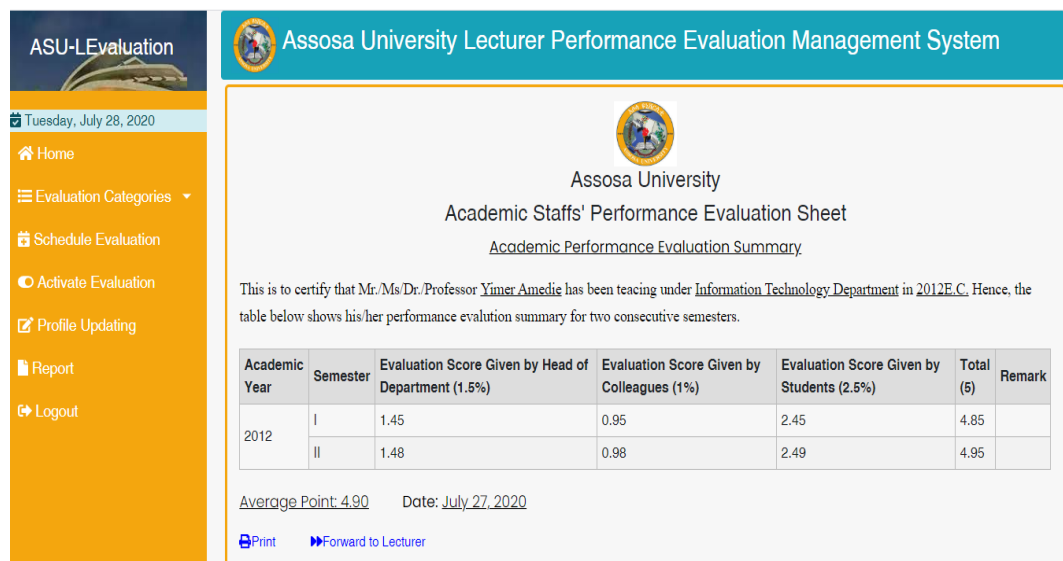 ASU-LEvaluation
Tuesday, July 28, 2020
Home
Evaluation Categories
Schedule Evaluation
Activate Evaluation
Profile Updating
Report
Logout
Assosa University Lecturer Performance Evaluation Management System
Assosa University
Academic Staffs' Performance Evaluation Sheet
Academic Performance Evaluation Summary
This is to certify that Mr./Ms/Dr./Professor Yimer Amedie has been teacing under Information Technology Department in 2012E.C. Hence, the
table below shows his/her performance evalution summary for two consecutive semesters.
Academic Year Semester Evaluation Score Given by Head of Department (1.5%) Evaluation Score Given by Colleagues (1%) Evaluation Score Given by Students (2.5%) Total (5) Remark
2012 I 1.45 0.95 2.45 4.85
II 1.48 0.98 2.49 4.95
Average Point: 4.90 Date: July 27, 2020
Print Forward to Lecturer